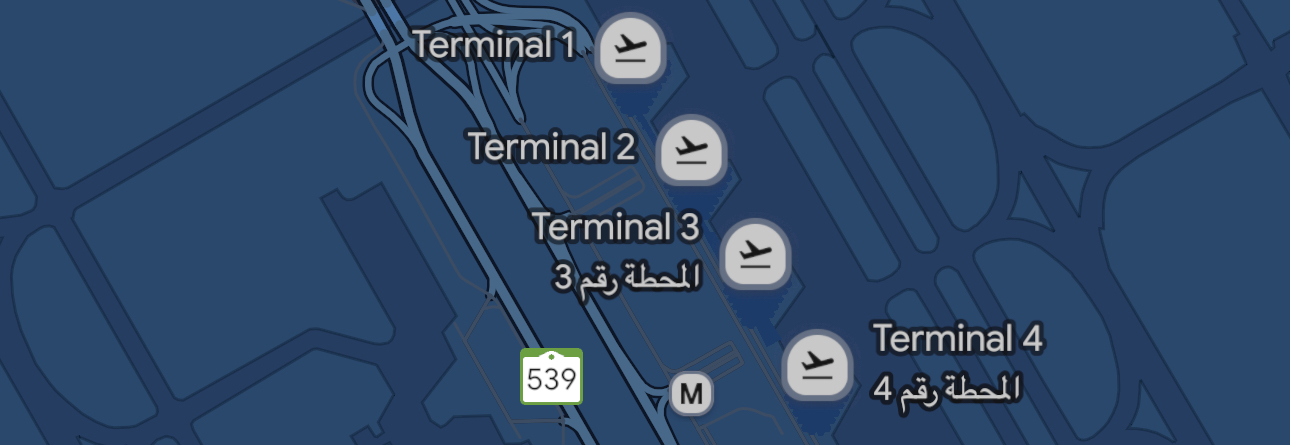 Terminal 1
Terminal 2
Terminal 3
المحطة رقم 3
Terminal 4
المحطة رقم 4
539
M